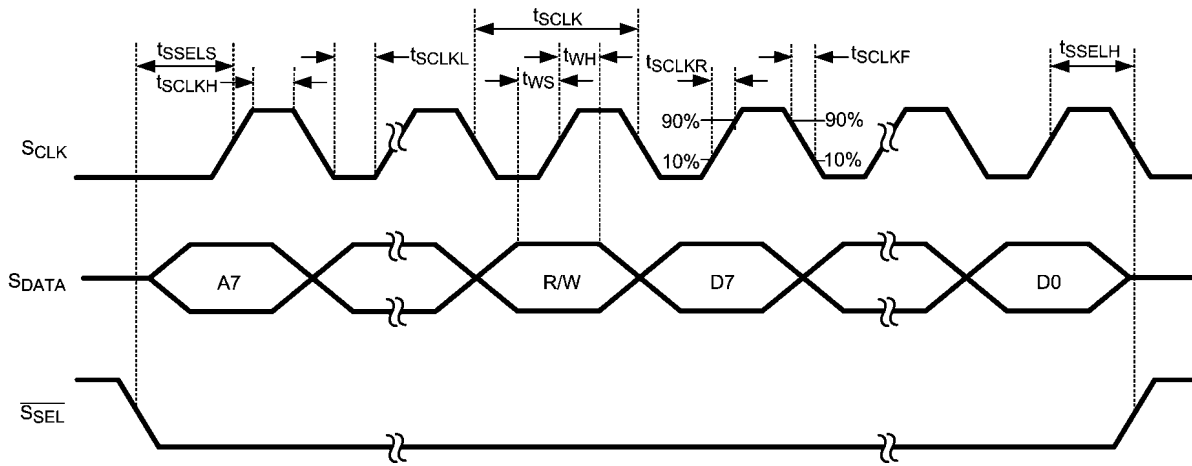 tSCLK
tSSELS
tSCLKL
tWH
tSCLKR
tSCLKF
tSSELH
tSCLKH
tWS
90%
90%
SCLK
10%
10%
SDATA
A7
R/W
D7
D0
SSEL